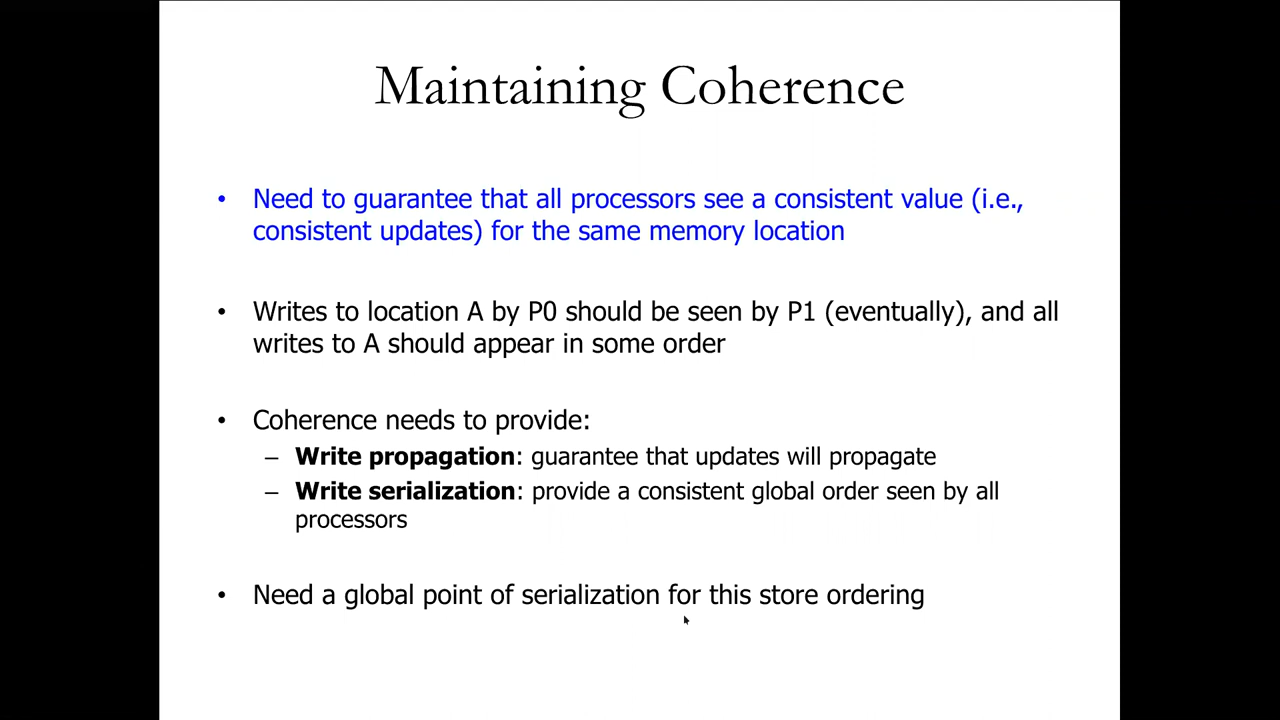 Maintaining Coherence
• Need to guarantee that all processors see a consistent value (i.e.,
consistent updates) for the same memory location
• Writes to location A by P0 should be seen by P1 (eventually), and all
writes to A should appear in some order
• Coherence needs to provide:
– Write propagation: guarantee that updates will propagate
– Write serialization: provide a consistent global order seen by all
processors
• Need a global point of serialization for this store ordering